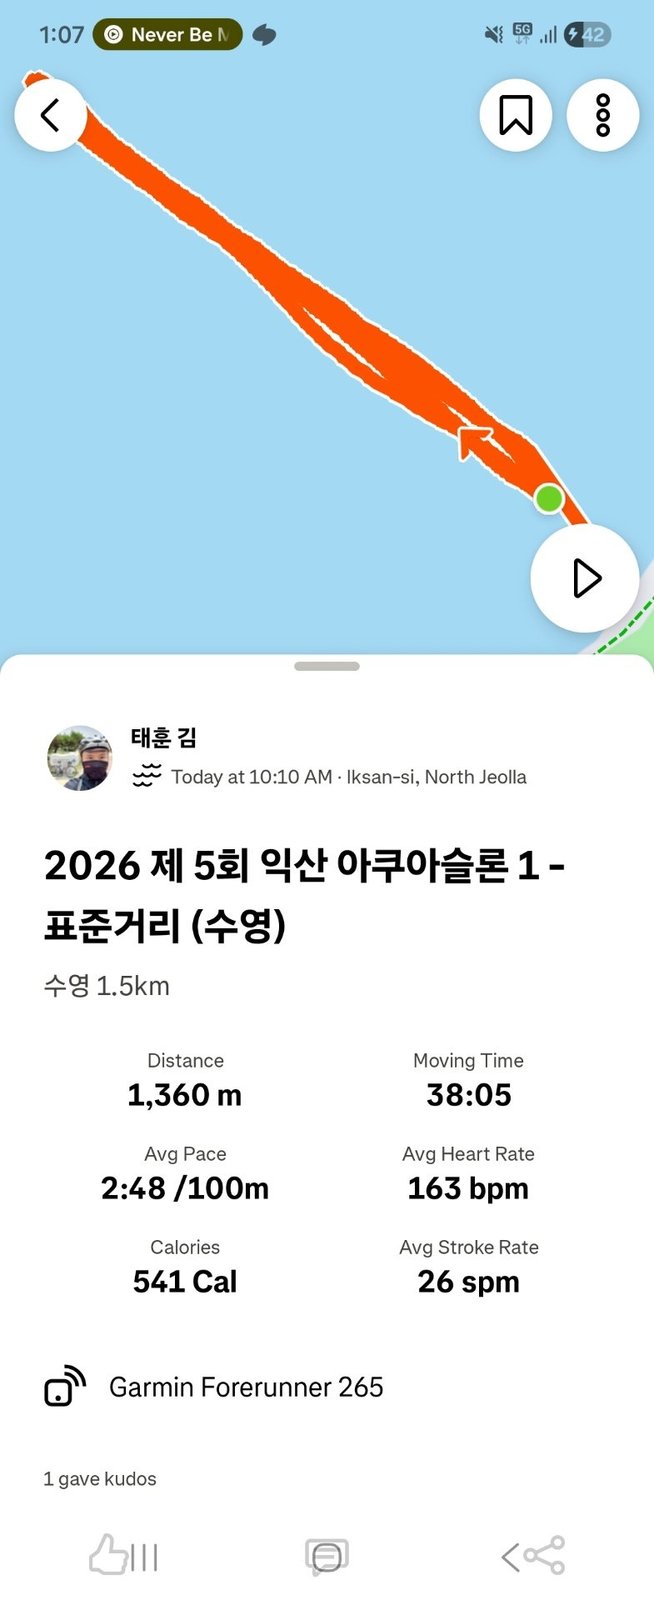 1:07 Never Be M 5G 42
태훈 김
Today at 10:10 AM · Iksan-si, North Jeolla
2026 제 5회 익산 아쿠아슬론 1 -
표준거리 (수영)
수영 1.5km
Distance Moving Time
1,360 m 38:05
Avg Pace Avg Heart Rate
2:48 /100m 163 bpm
Calories Avg Stroke Rate
541 Cal 26 spm
Garmin Forerunner 265
1 gave kudos